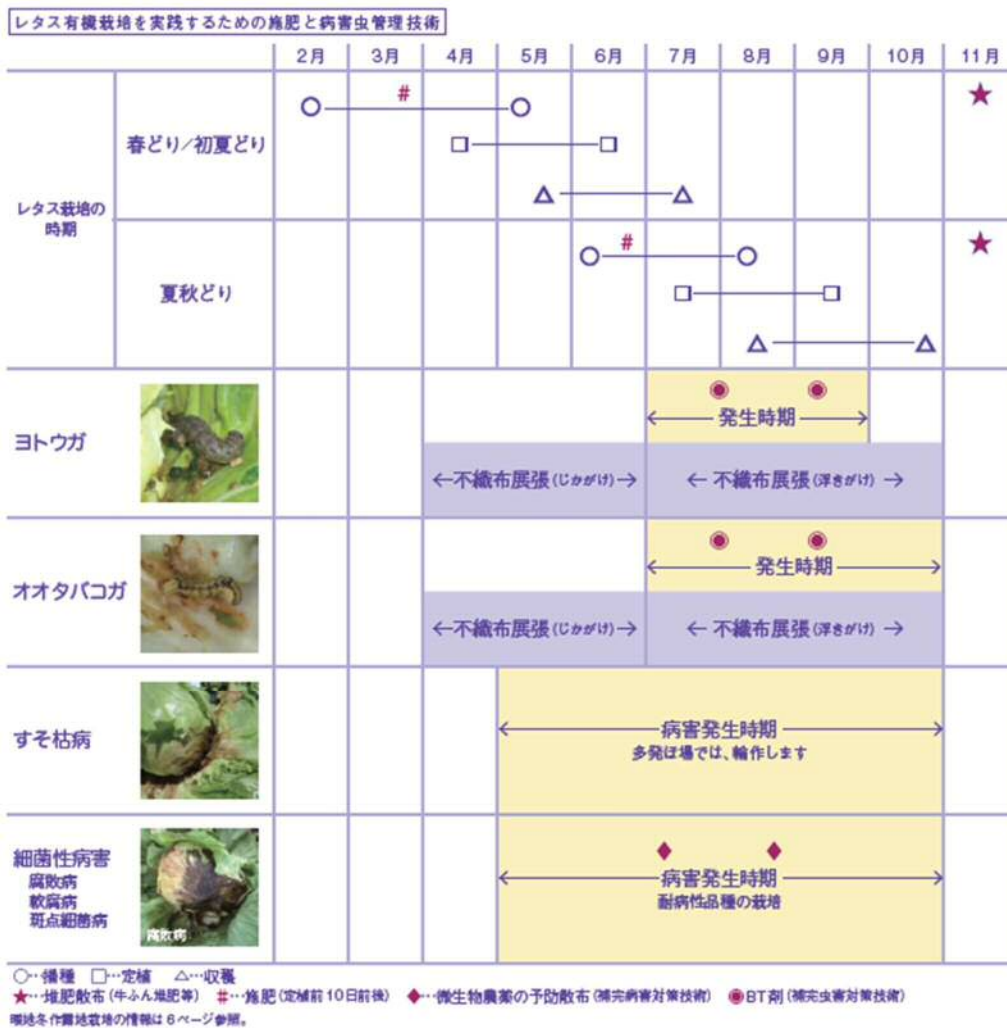 レタス有機栽培を実践するための施肥と病害虫管理技術
2月 3月 4月 5月 6月 7月 8月 9月 10月 11月
レタス栽培の
時期
春どり/初夏どり
#
★
夏秋どり
#
★
ヨトウガ
発生時期
不織布展張(じかがけ)
不織布展張(浮きがけ)
オオタバコガ
発生時期
不織布展張(じかがけ)
不織布展張(浮きがけ)
すそ枯病
病害発生時期
多発ほ場では、輪作します
細菌性病害
腐敗病
軟腐病
斑点細菌病
腐敗病
病害発生時期
耐病性品種の栽培
○…播種 □…定植 △…収穫
★…堆肥散布(牛ふん堆肥等) #…施肥(定植前10日前後) ◆…微生物農薬の予防散布(補完病害対策技術) ◉BT剤(補完虫害対策技術)
暖地冬作露地栽培の情報は6ページ参照。